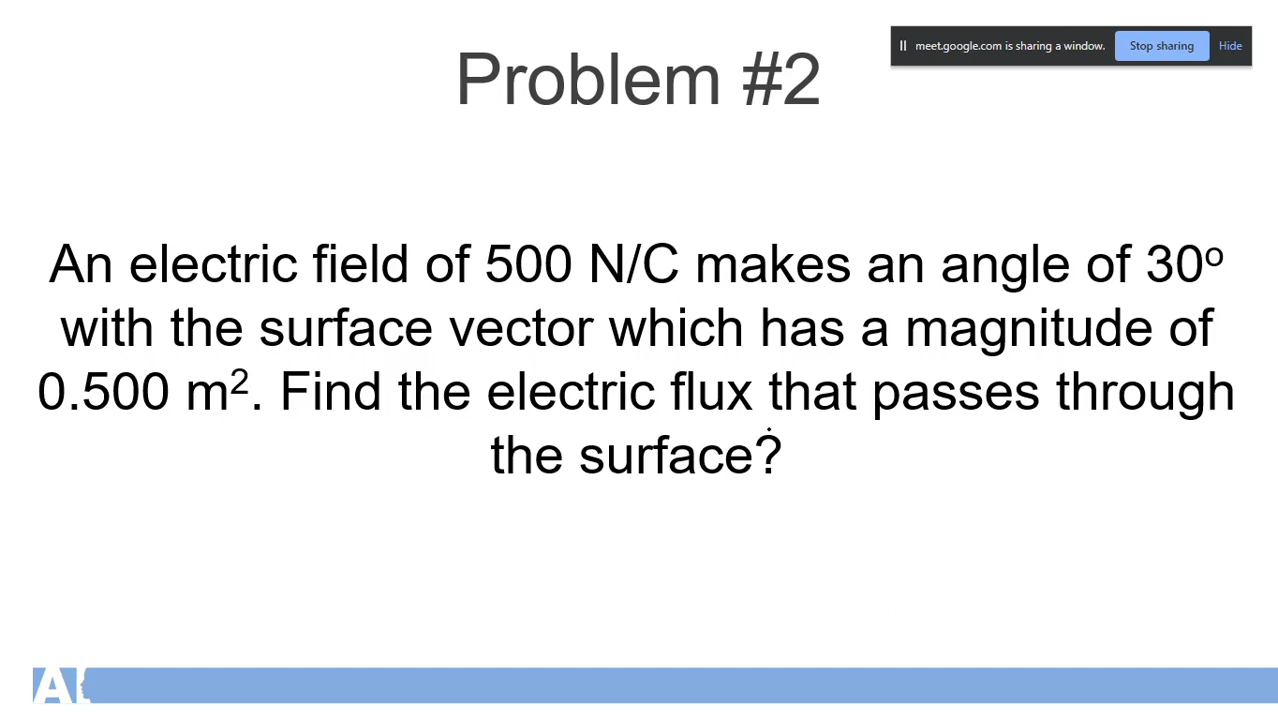 meet.google.com is sharing a window. Stop sharing Hide
Problem #2
An electric field of 500 N/C makes an angle of 30º
with the surface vector which has a magnitude of
0.500 m². Find the electric flux that passes through
the surface?
A